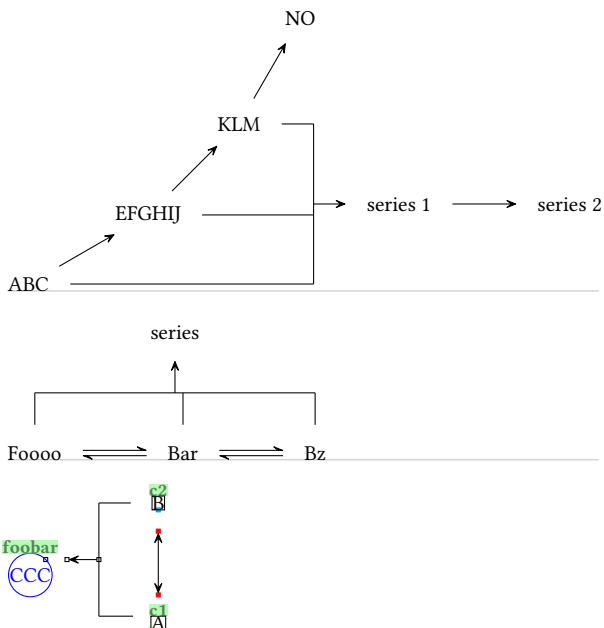 NO
KLM
EFGHIJ
series 1 series 2
ABC
series
Foooo Bar Bz
c2
B
foobar
CCC
c1
A